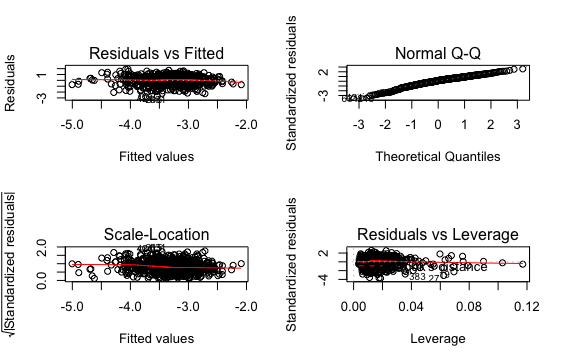 Residuals vs Fitted
Residuals
1
-3
-5.0 -4.0 -3.0 -2.0
Fitted values
Normal Q-Q
Standardized residuals
2
-3
-3 -2 -1 0 1 2 3
Theoretical Quantiles
Scale-Location
√|Standardized residuals|
2.0
0.0
-5.0 -4.0 -3.0 -2.0
Fitted values
Residuals vs Leverage
Standardized residuals
2
-4
distance
383 27
0.00 0.04 0.08 0.12
Leverage